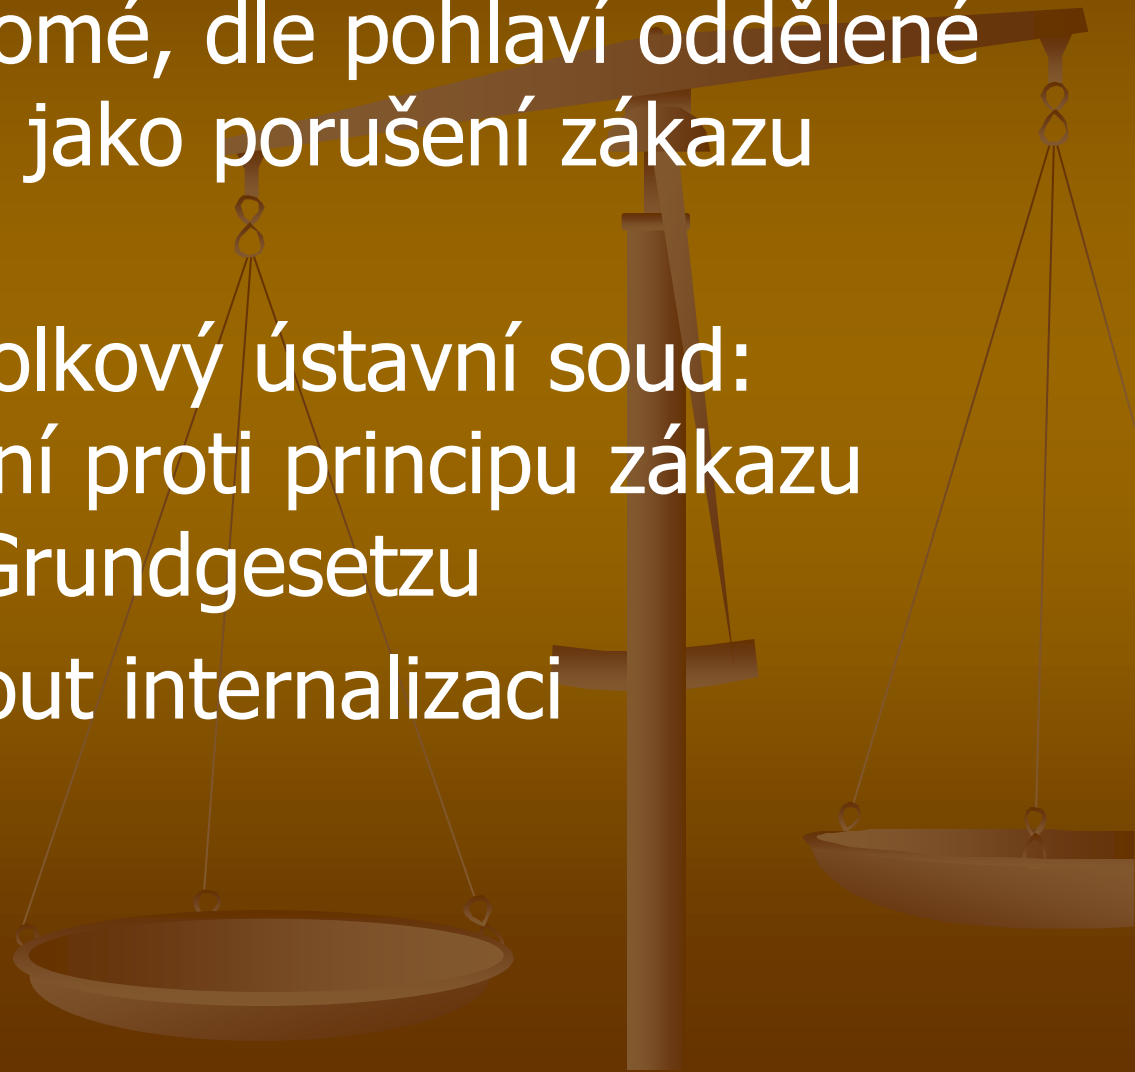 omé, dle pohlaví oddělené
jako porušení zákazu
olkový ústavní soud:
ní proti principu zákazu
Grundgesetzu
out internalizaci